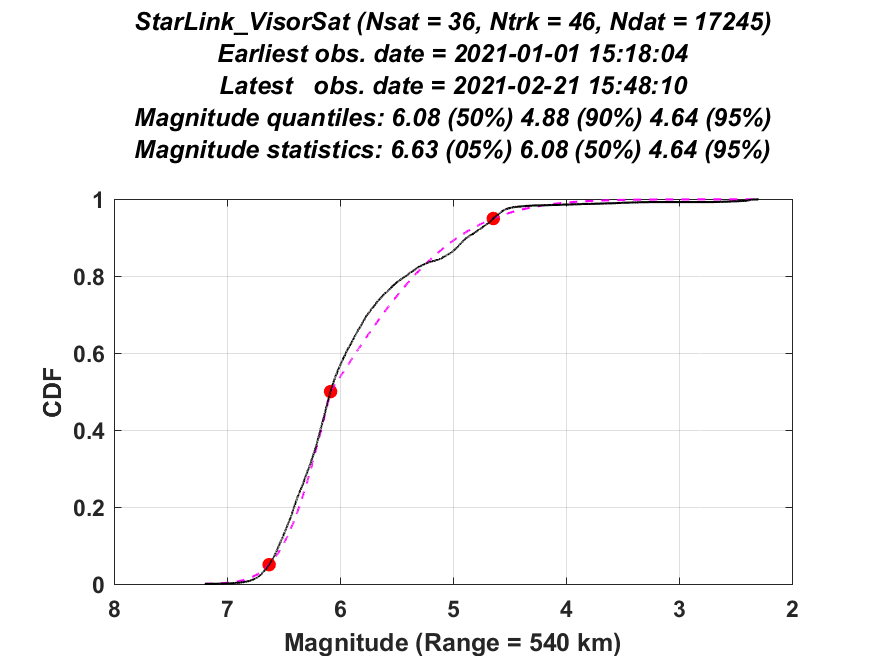 StarLink_VisorSat (Nsat = 36, Ntrk = 46, Ndat = 17245)
Earliest obs. date = 2021-01-01 15:18:04
Latest obs. date = 2021-02-21 15:48:10
Magnitude quantiles: 6.08 (50%) 4.88 (90%) 4.64 (95%)
Magnitude statistics: 6.63 (05%) 6.08 (50%) 4.64 (95%)
1
0.8
0.6
0.4
0.2
0
CDF
8 7 6 5 4 3 2
Magnitude (Range = 540 km)